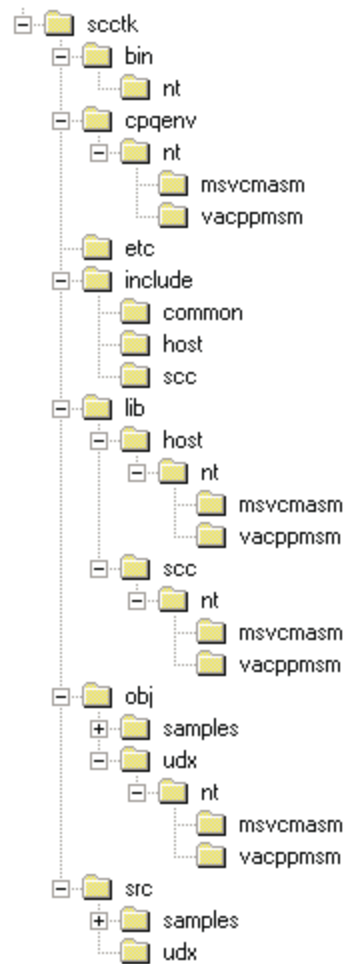 scctk
bin
nt
cpqenv
nt
msvcmasm
vacppmsm
etc
include
common
host
scc
lib
host
nt
msvcmasm
vacppmsm
scc
nt
msvcmasm
vacppmsm
obj
samples
udx
nt
msvcmasm
vacppmsm
src
samples
udx